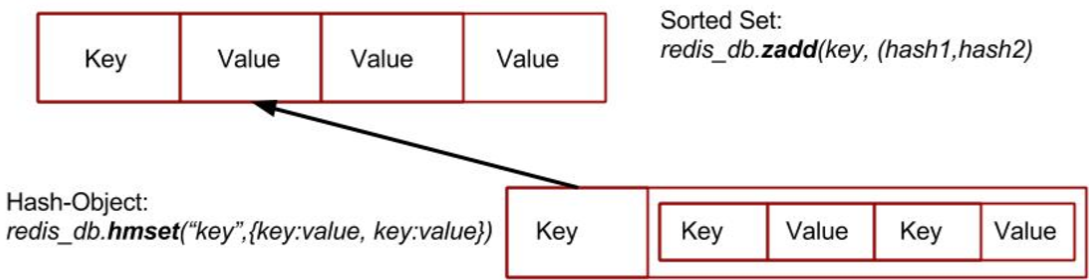 Key Value Value Value
Sorted Set:
redis_db.zadd(key, (hash1,hash2)
Hash-Object:
redis_db.hmset(“key”,{key:value, key:value})
Key Key Value Key Value